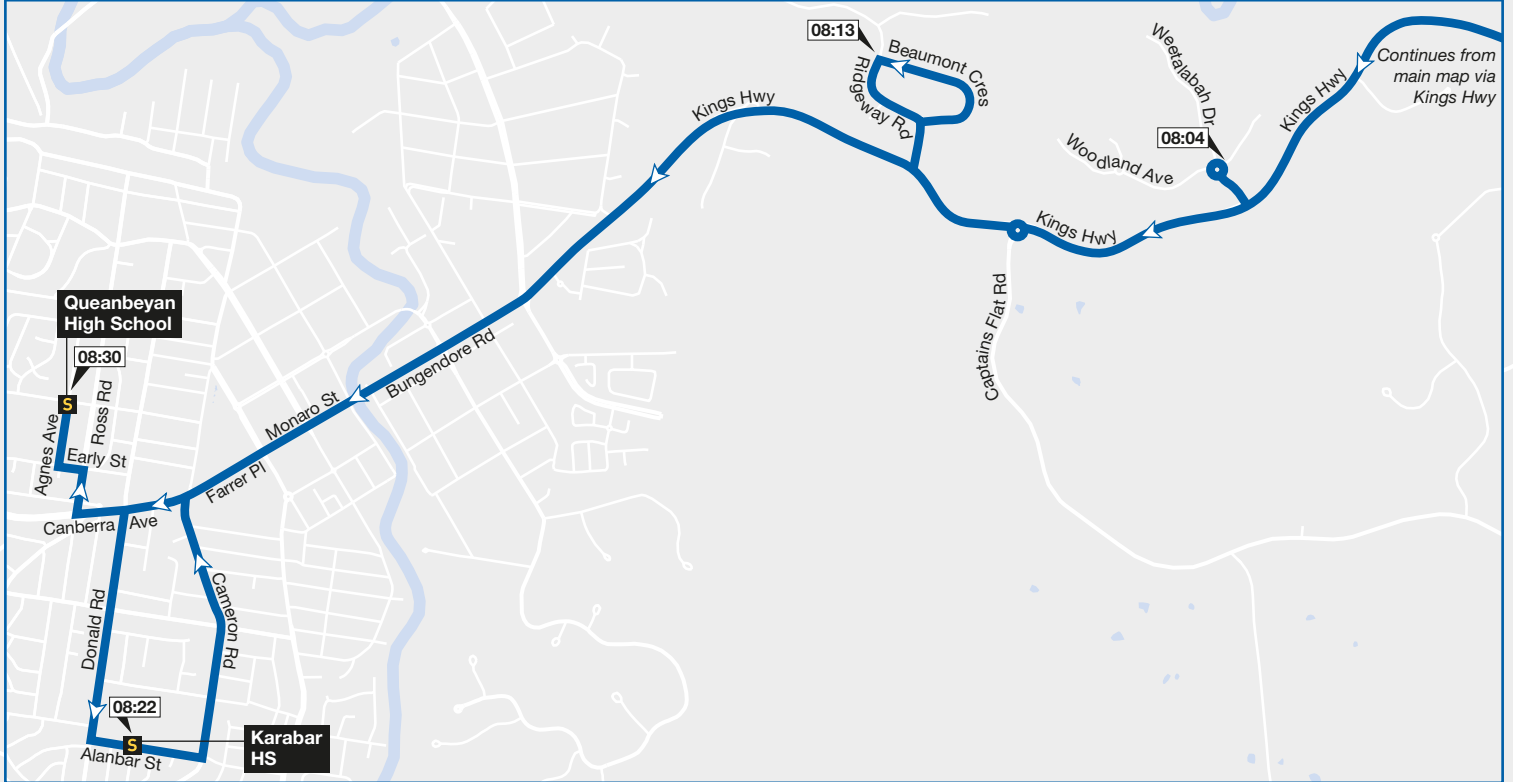 08:13
Beaumont Cres
Ridgeway Rd
Weetalabah Dr
Kings Hwy
Continues from
main map via
Kings Hwy
Kings Hwy
08:04
Woodland Ave
Kings Hwy
Captains Flat Rd
Queanbeyan
High School
08:30
S
Ross Rd
Agnes Ave
Early St
Bungendore Rd
Monaro St
Farrer Pl
Canberra Ave
Cameron Rd
Donald Rd
08:22
S
Alanbar St
Karabar
HS